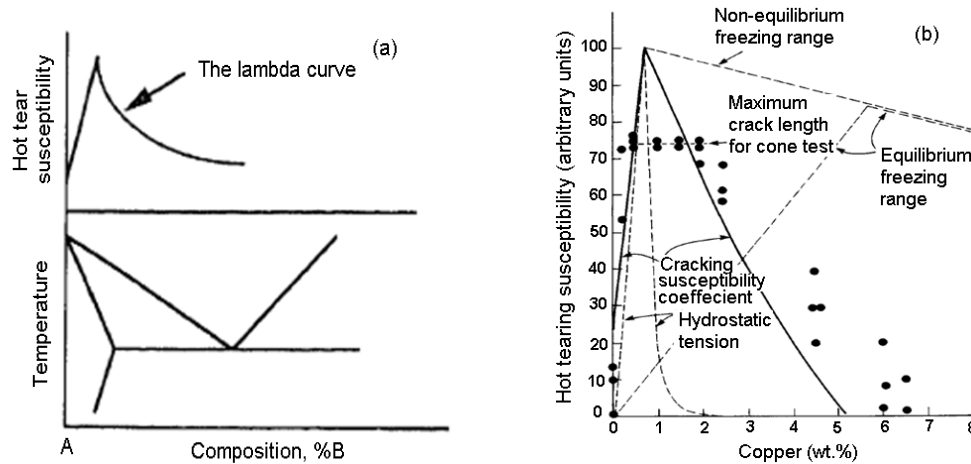 (a)
The lambda curve
Hot tear
susceptibility
Temperature
A
Composition, %B
(b)
Non-equilibrium
freezing range
Maximum
crack length
for cone test
Equilibrium
freezing
range
Cracking
susceptibility
coeffecient
Hydrostatic
tension
Hot tearing susceptibility (arbitrary units)
100
90
80
70
60
50
40
30
20
10
0
0 1 2 3 4 5 6 7 8
Copper (wt.%)